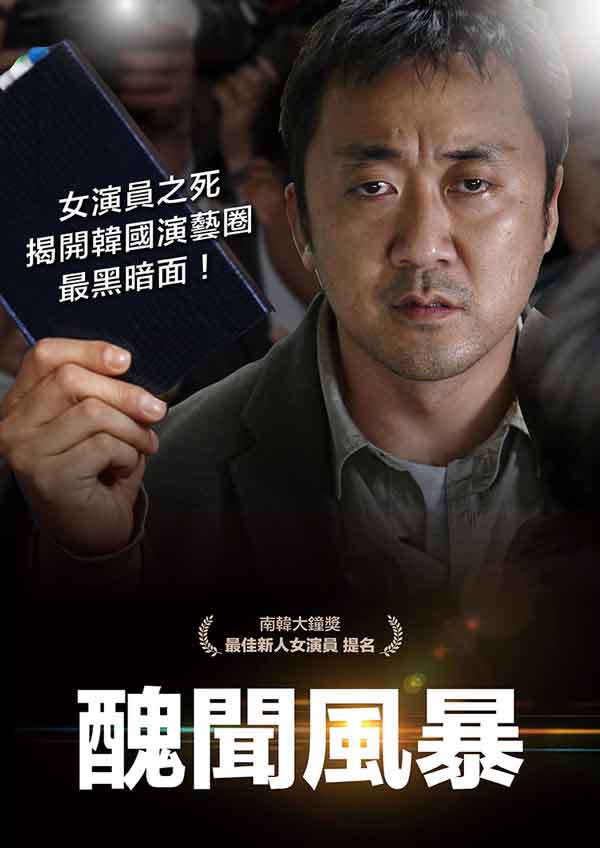 女演員之死
揭開韓國演藝圈
最黑暗面！
南韓大鐘獎
最佳新人女演員 提名
醜聞風暴